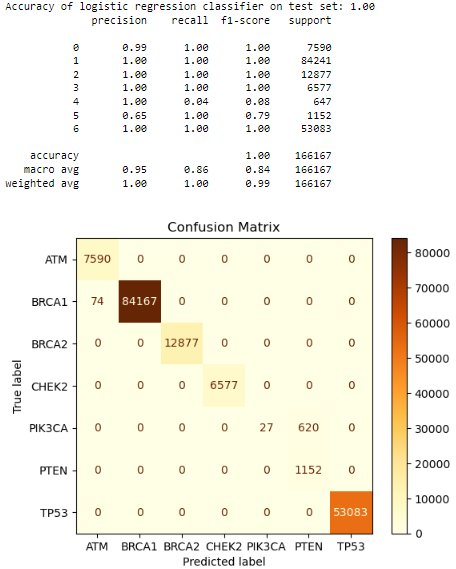 Accuracy of logistic regression classifier on test set: 1.00
precision recall f1-score support
0 0.99 1.00 1.00 7590
1 1.00 1.00 1.00 84241
2 1.00 1.00 1.00 12877
3 1.00 1.00 1.00 6577
4 1.00 0.04 0.08 647
5 0.65 1.00 0.79 1152
6 1.00 1.00 1.00 53083
accuracy 1.00 166167
macro avg 0.95 0.86 0.84 166167
weighted avg 1.00 1.00 0.99 166167
Confusion Matrix
ATM 7590 0 0 0 0 0 0
BRCA1 74 84167 0 0 0 0 0
BRCA2 0 0 12877 0 0 0 0
CHEK2 0 0 0 6577 0 0 0
PIK3CA 0 0 0 0 27 620 0
PTEN 0 0 0 0 0 1152 0
TP53 0 0 0 0 0 0 53083
ATM BRCA1 BRCA2 CHEK2 PIK3CA PTEN TP53
Predicted label
True label
80000
70000
60000
50000
40000
30000
20000
10000
0